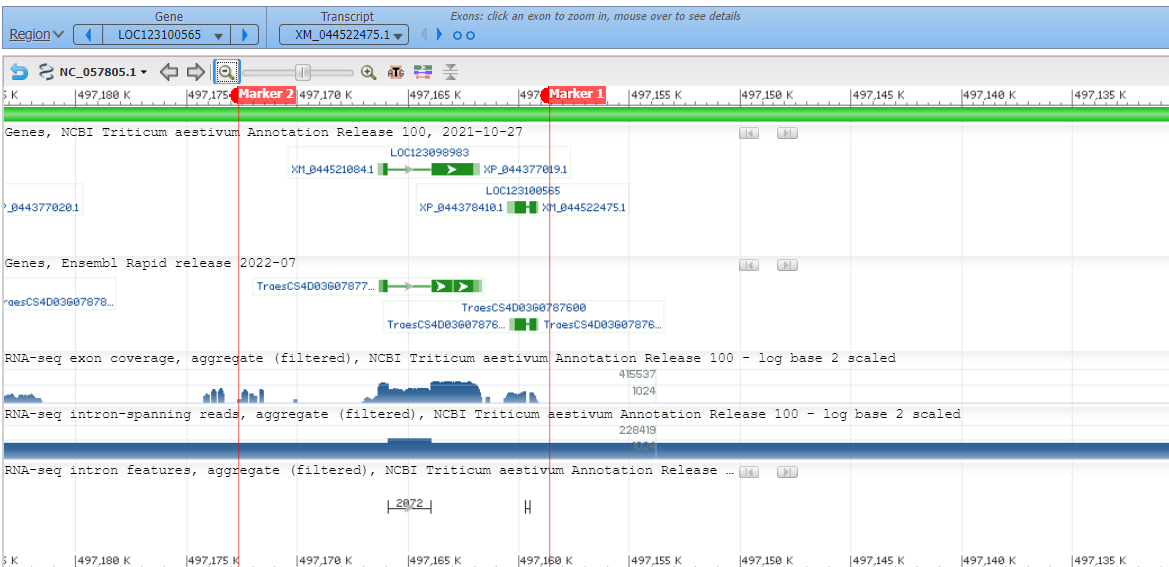 Gene Transcript Exons: click an exon to zoom in, mouse over to see details
Region LOC123100565 XM_044522475.1
NC_057805.1 ATG
5 K 497,180 K 497,175 Marker 2 497,170 K 497,165 K 497, Marker 1 497,155 K 497,150 K 497,145 K 497,140 K 497,135 K
Genes, NCBI Triticum aestivum Annotation Release 100, 2021-10-27
LOC123098983
XM_044521084.1 XP_044377019.1
LOC123100565
P_044377020.1 XP_044378410.1 XM_044522475.1
Genes, Ensembl Rapid release 2022-07
TraesCS4D03G07877...
raesCS4D03G07878... TraesCS4D03G0787600
TraesCS4D03G07876... TraesCS4D03G07876...
RNA-seq exon coverage, aggregate (filtered), NCBI Triticum aestivum Annotation Release 100 - log base 2 scaled
415537
1024
RNA-seq intron-spanning reads, aggregate (filtered), NCBI Triticum aestivum Annotation Release 100 - log base 2 scaled
228419
1024
RNA-seq intron features, aggregate (filtered), NCBI Triticum aestivum Annotation Release ...
2072
5 K 497,180 K 497,175 K 497,170 K 497,165 K 497,160 K 497,155 K 497,150 K 497,145 K 497,140 K 497,135 K